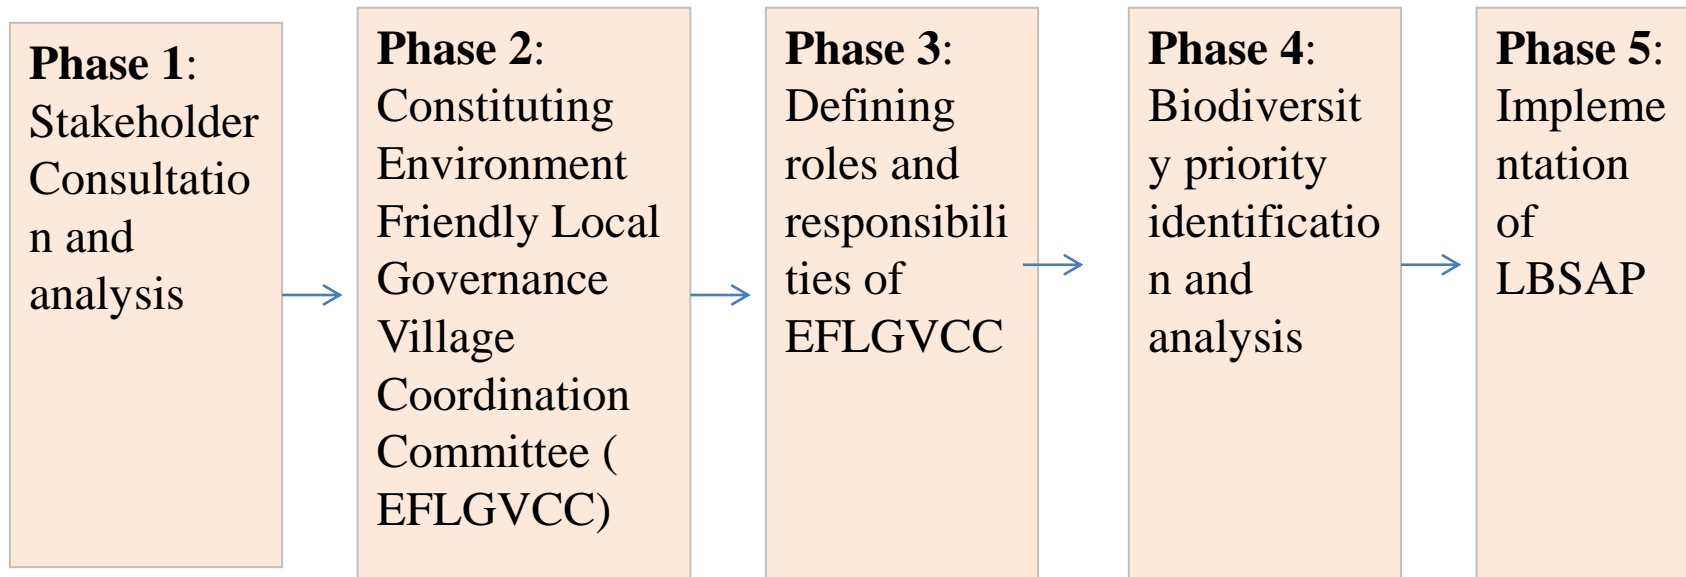 Phase 1:
Stakeholder
Consultatio
n and
analysis
Phase 2:
Constituting
Environment
Friendly Local
Governance
Village
Coordination
Committee (
EFLGVCC)
Phase 3:
Defining
roles and
responsibili
ties of
EFLGVCC
Phase 4:
Biodiversit
y priority
identificatio
n and
analysis
Phase 5:
Impleme
ntation
of
LBSAP